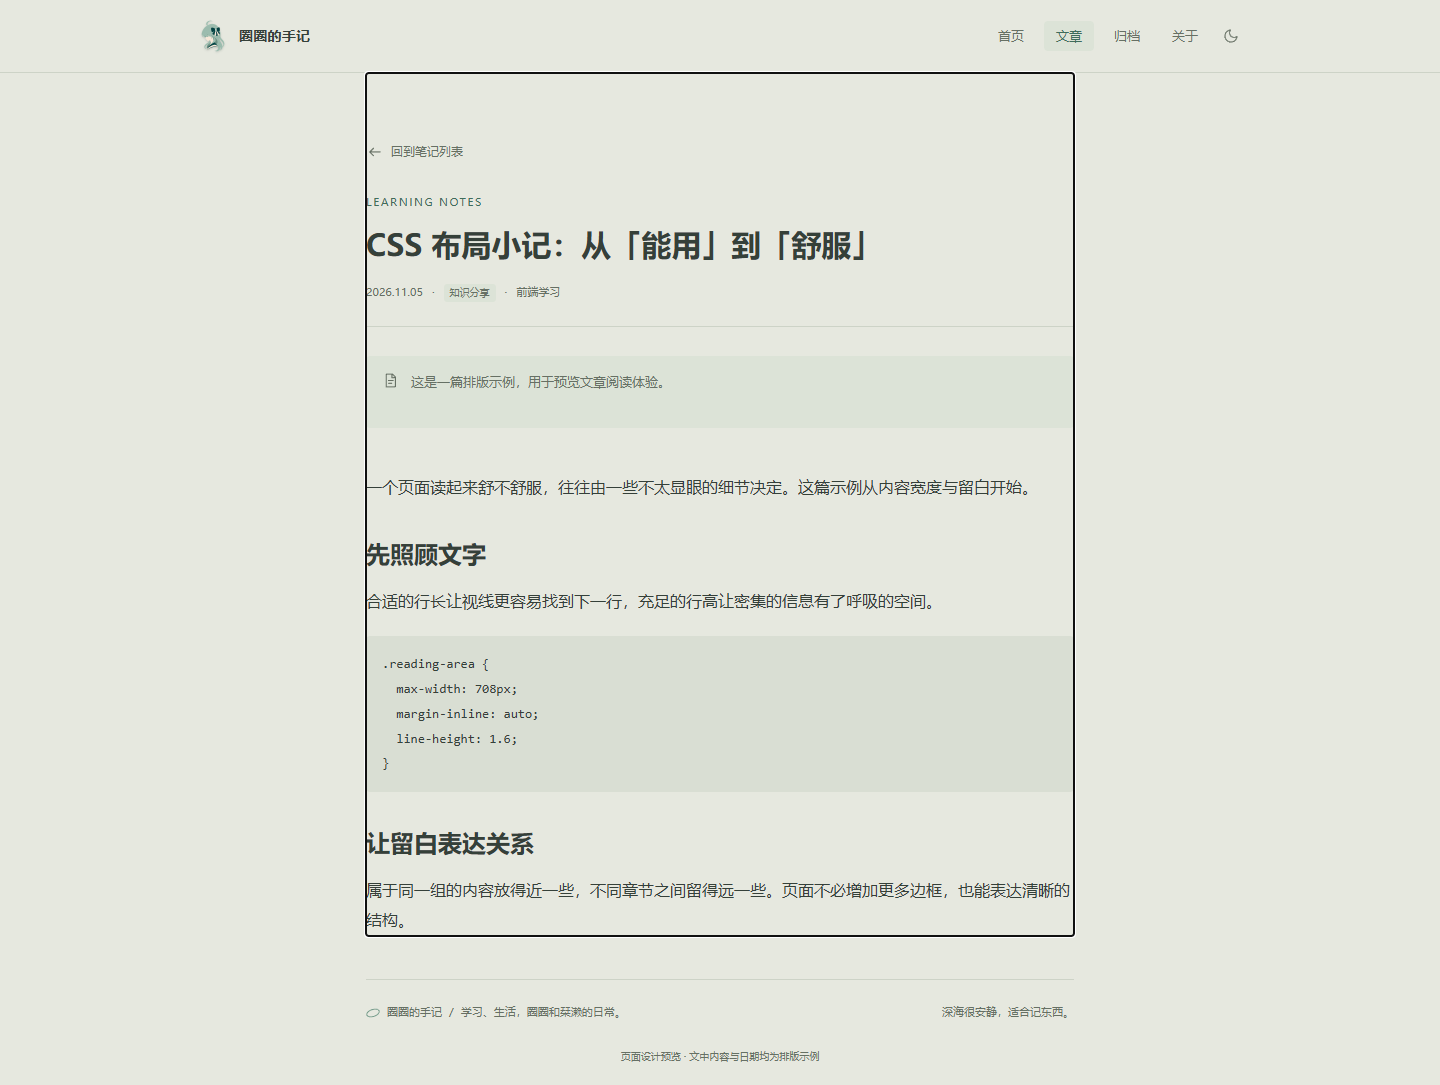 圈圈的手记
首页
文章
归档
关于
回到笔记列表
LEARNING NOTES
CSS 布局小记：从「能用」到「舒服」
2026.11.05 · 知识分享 · 前端学习
这是一篇排版示例，用于预览文章阅读体验。
一个页面读起来舒不舒服，往往由一些不太显眼的细节决定。这篇示例从内容宽度与留白开始。
先照顾文字
合适的行长让视线更容易找到下一行，充足的行高让密集的信息有了呼吸的空间。
.reading-area {
  max-width: 708px;
  margin-inline: auto;
  line-height: 1.6;
}
让留白表达关系
属于同一组的内容放得近一些，不同章节之间留得远一些。页面不必增加更多边框，也能表达清晰的
结构。
圈圈的手记 / 学习、生活，圈圈和栞濑的日常。
深海很安静，适合记东西。
页面设计预览 · 文中内容与日期均为排版示例